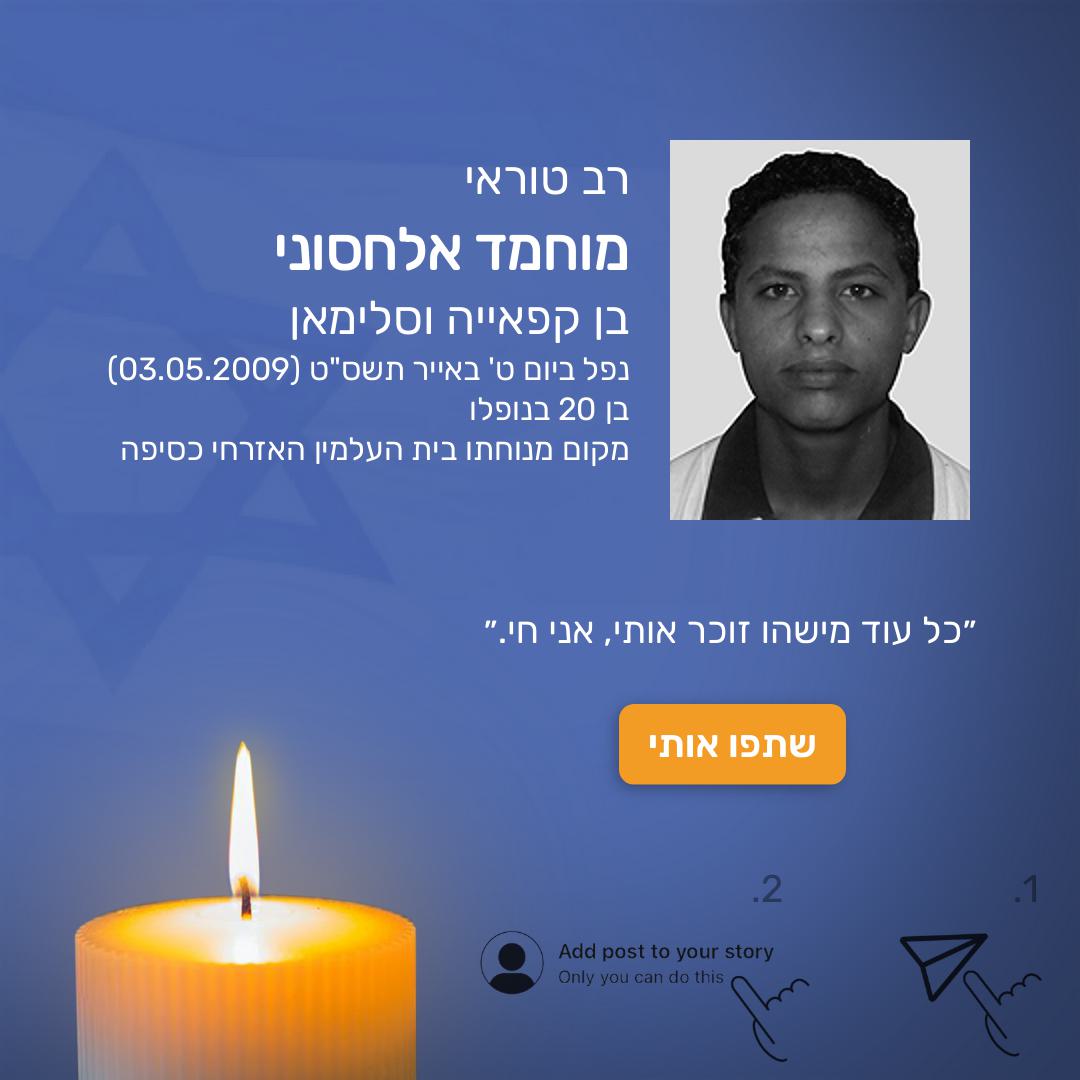 רב טוראי
מוחמד אלחסוני
בן קפאייה וסלימאן
נפל ביום ט' באייר תשס"ט (03.05.2009)
בן 20 בנופלו
מקום מנוחתו בית העלמין האזרחי כסיפה
״כל עוד מישהו זוכר אותי, אני חי.״
שתפו אותי
.1
.2
Add post to your story
Only you can do this